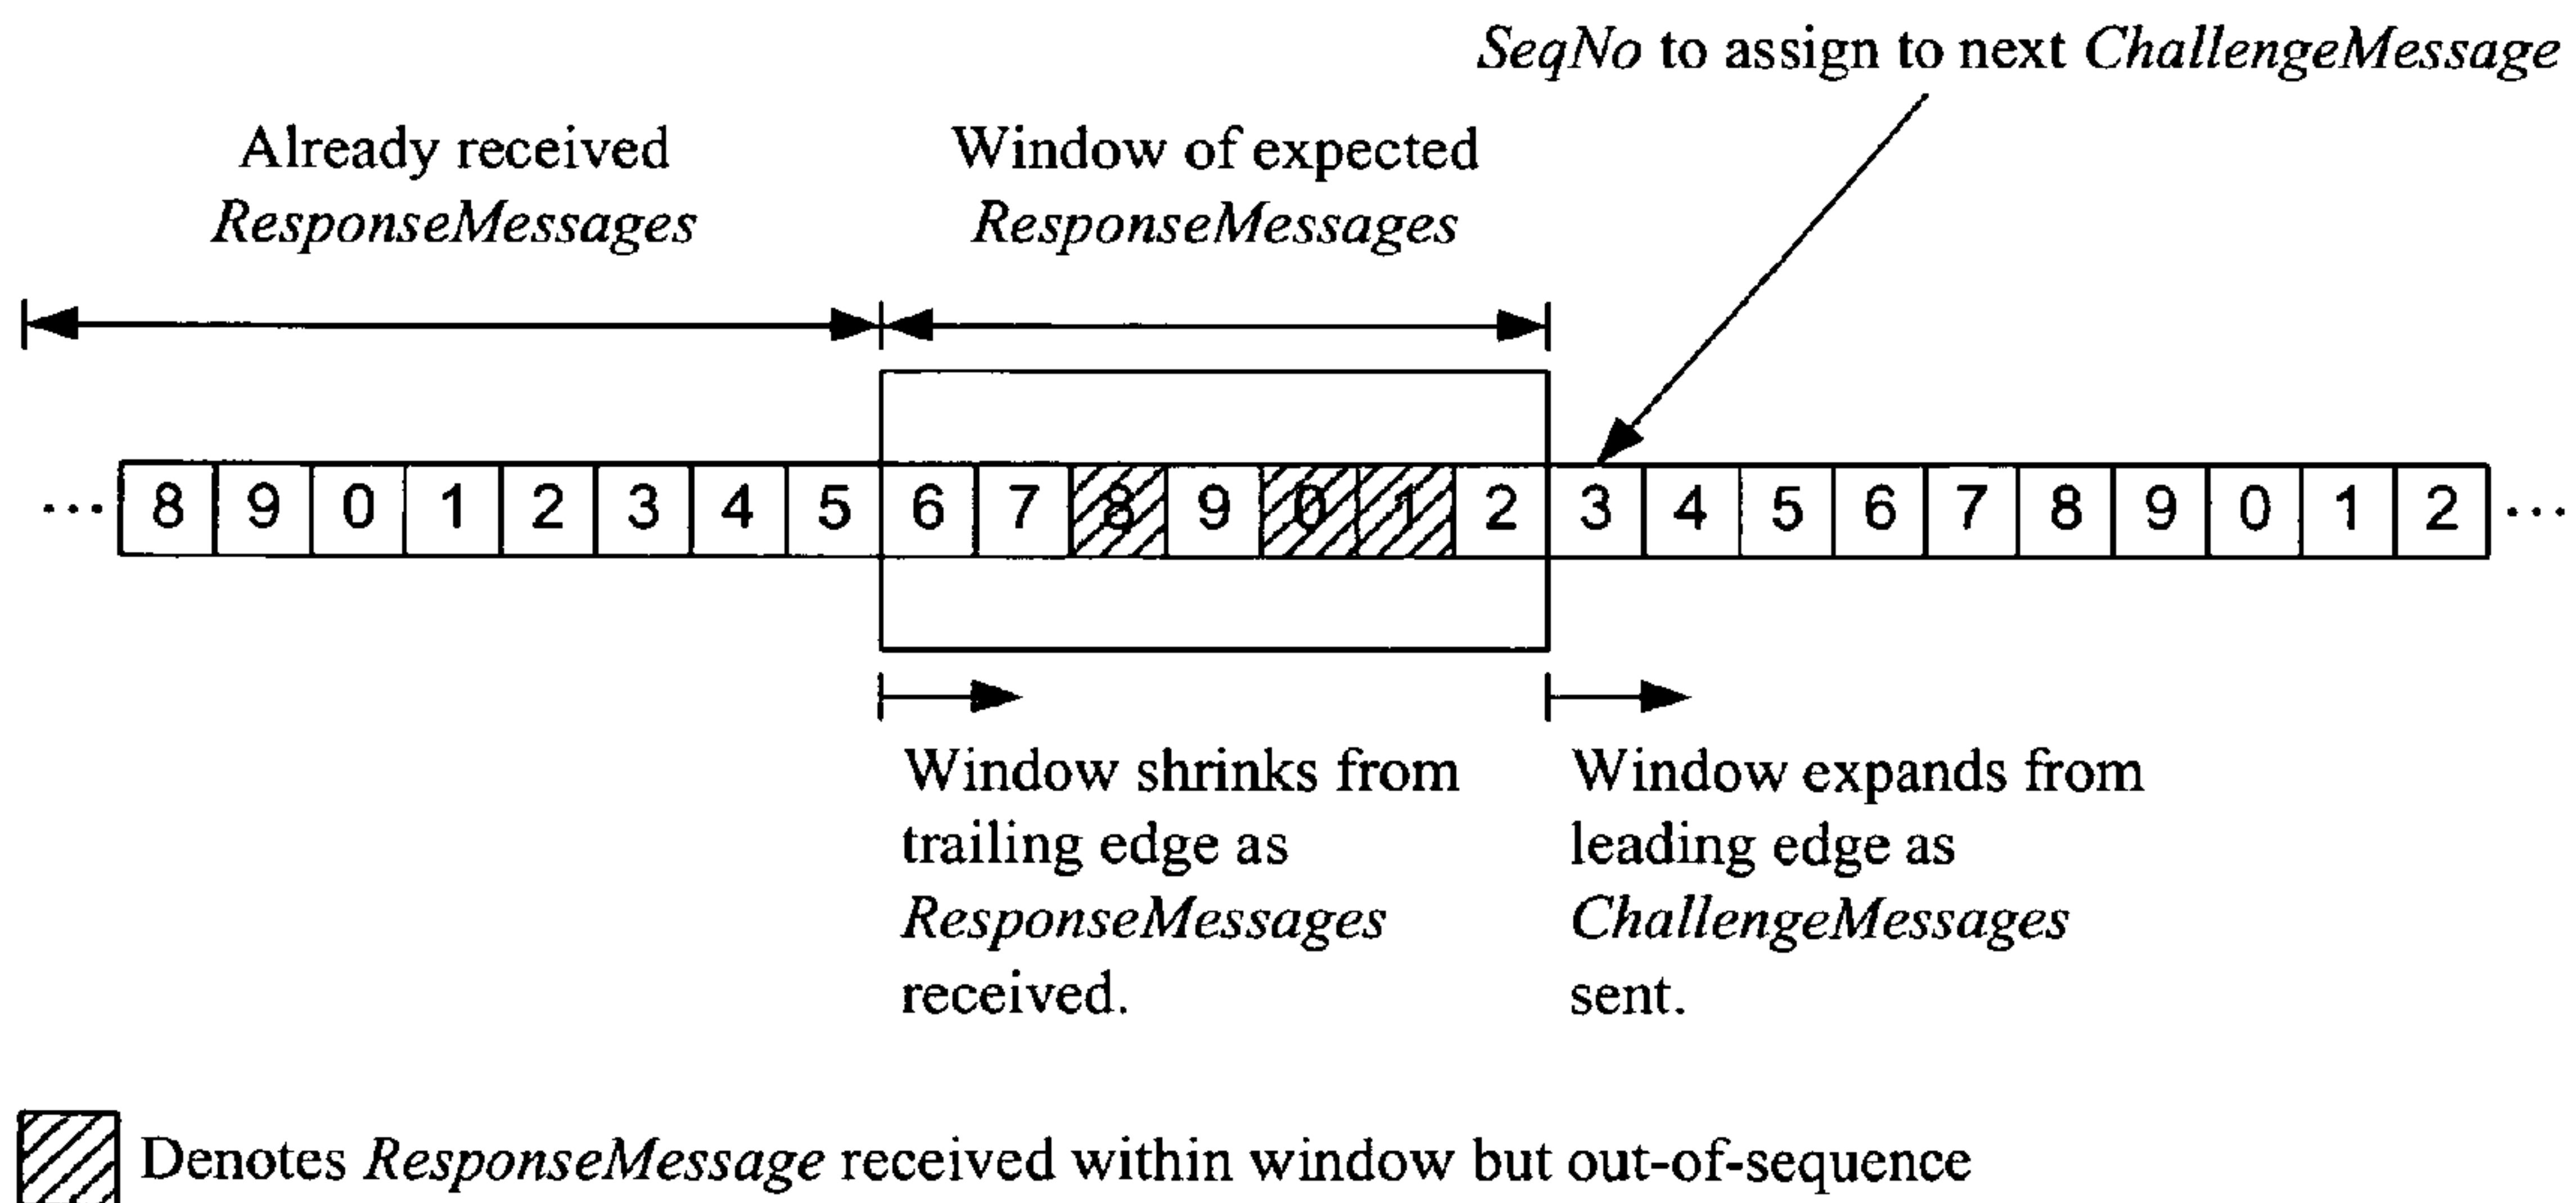 SeqNo to assign to next ChallengeMessage
Already received
ResponseMessages
Window of expected
ResponseMessages
... 8 9 0 1 2 3 4 5 6 7 8 9 0 1 2 3 4 5 6 7 8 9 0 1 2 ...
Window shrinks from
trailing edge as
ResponseMessages
received.
Window expands from
leading edge as
ChallengeMessages
sent.
Denotes ResponseMessage received within window but out-of-sequence